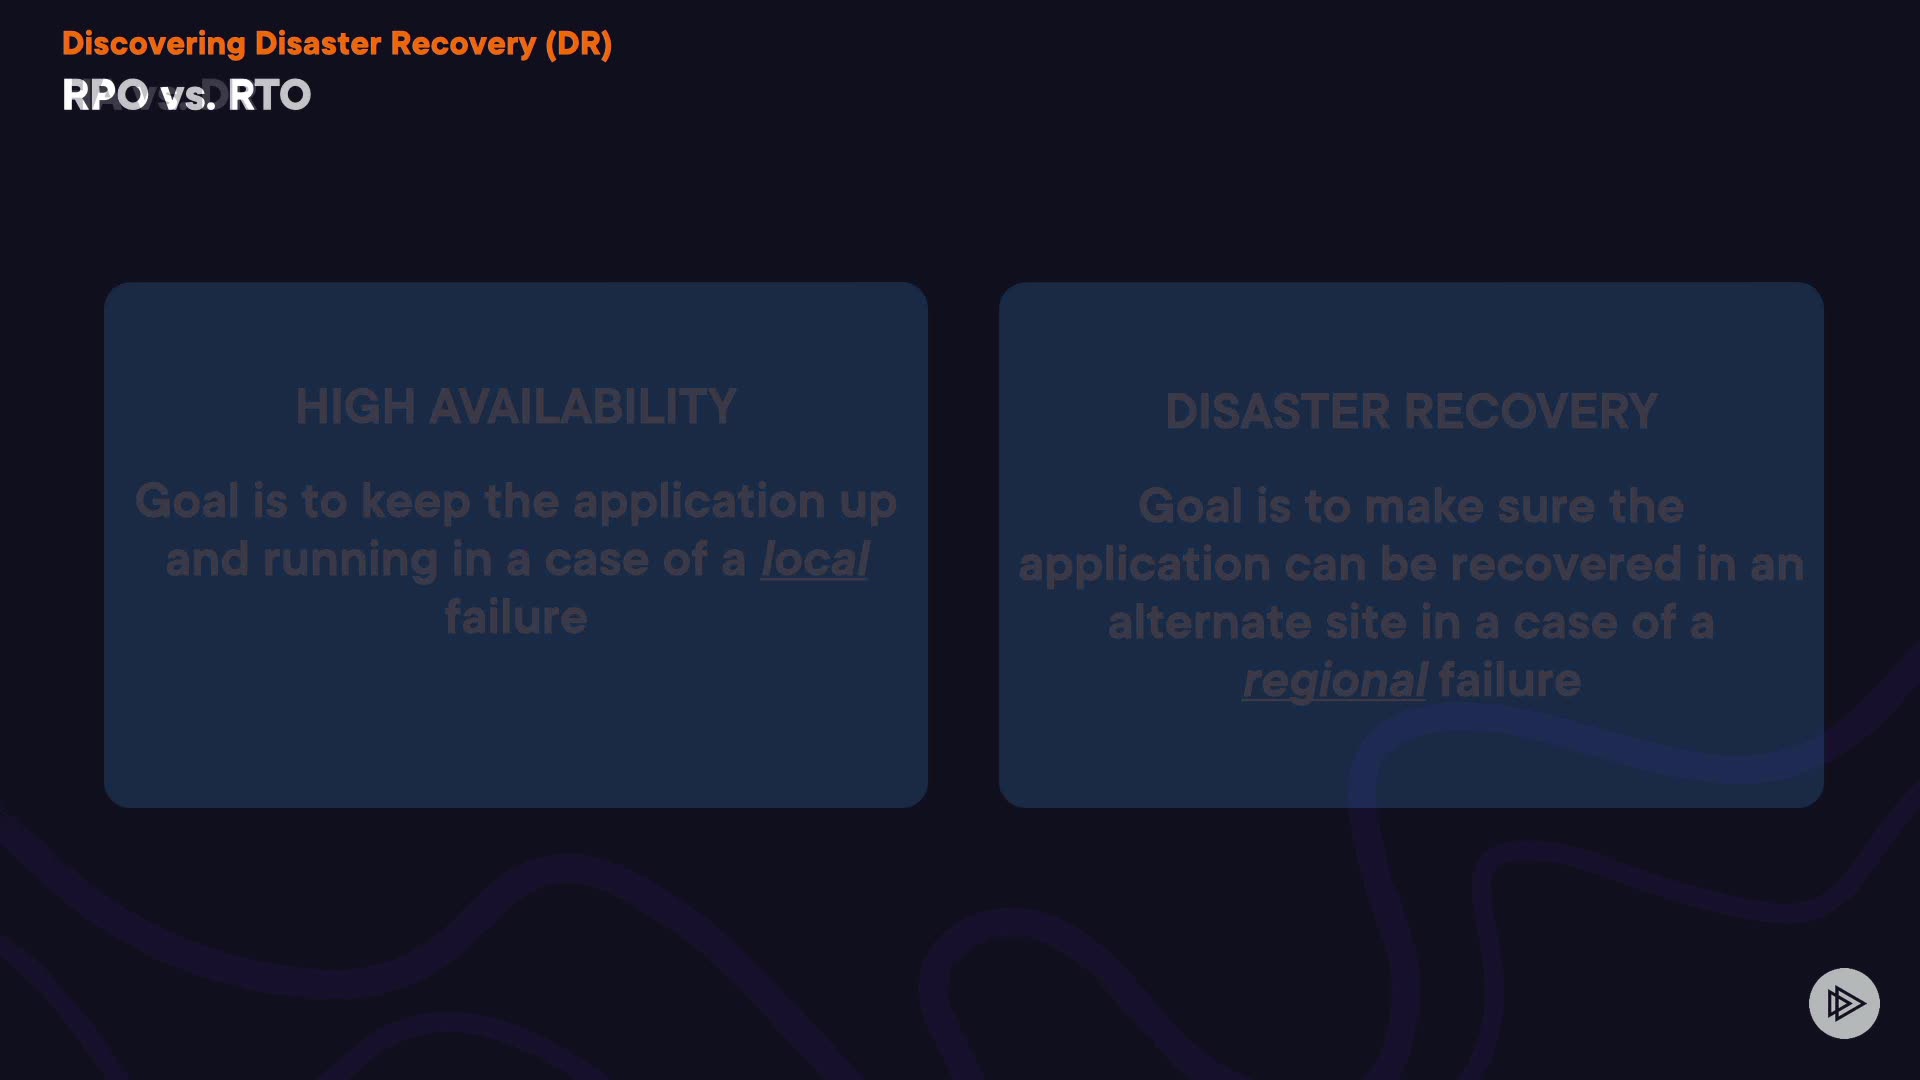 Discovering Disaster Recovery (DR)
RPO vs. RTO
HIGH AVAILABILITY
Goal is to keep the application up
and running in a case of a local
failure
DISASTER RECOVERY
Goal is to make sure the
application can be recovered in an
alternate site in a case of a
regional failure